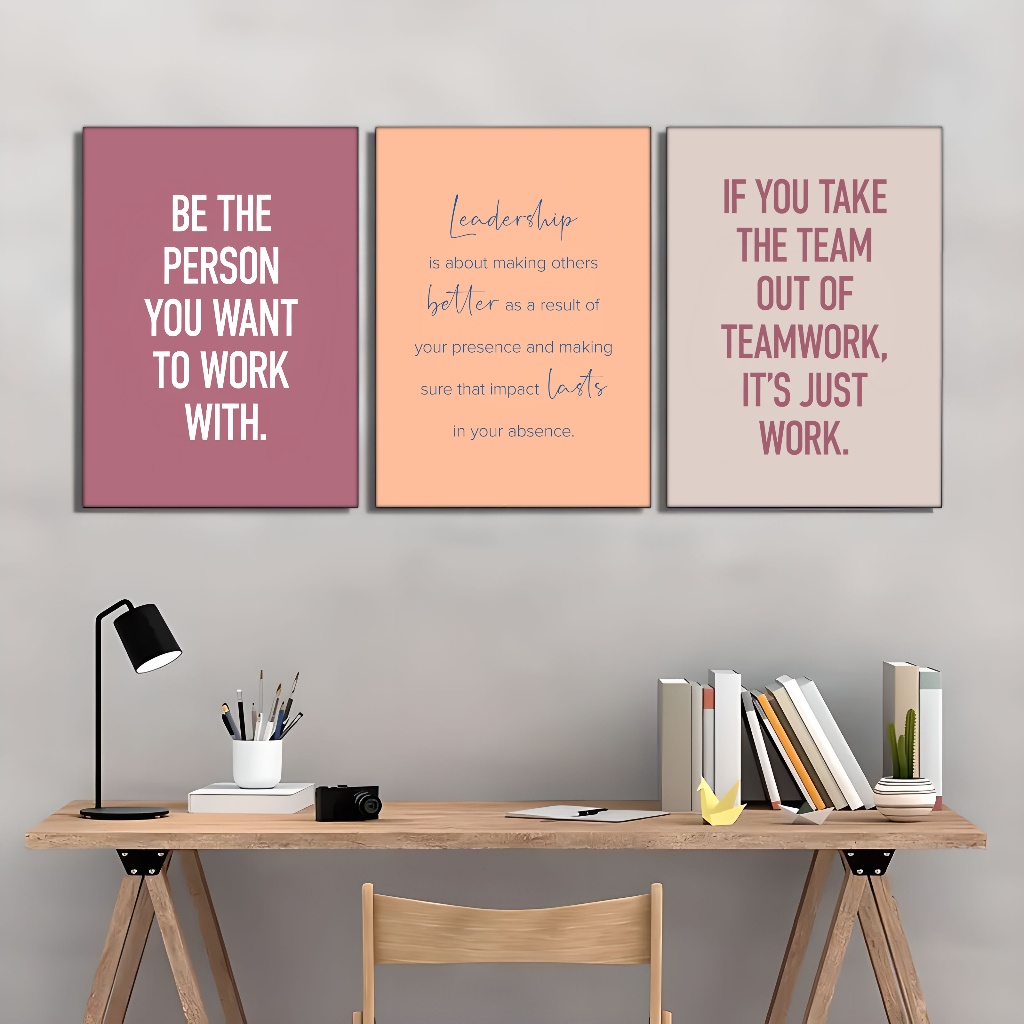 BE THE
PERSON
YOU WANT
TO WORK
WITH.
Leadership
is about making others
better as a result of
your presence and making
sure that impact lasts
in your absence.
IF YOU TAKE
THE TEAM
OUT OF
TEAMWORK,
IT'S JUST
WORK.